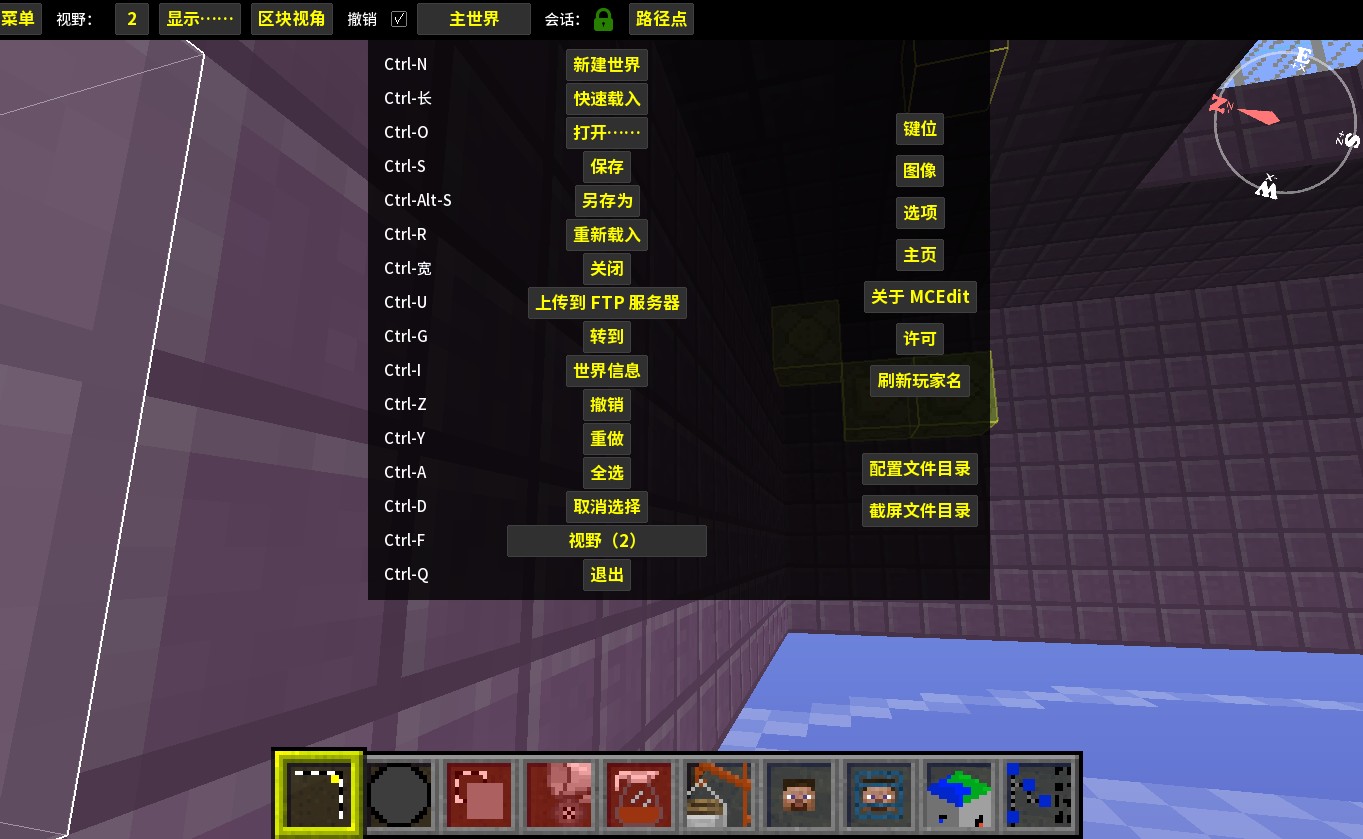 菜单 视野： 2 显示…… 区块视角 撤销 主世界 会话： 路径点
Ctrl-N 新建世界
Ctrl-长 快速载入
Ctrl-O 打开……
Ctrl-S 保存
Ctrl-Alt-S 另存为
Ctrl-R 重新载入
Ctrl-宽 关闭
Ctrl-U 上传到 FTP 服务器
Ctrl-G 转到
Ctrl-I 世界信息
Ctrl-Z 撤销
Ctrl-Y 重做
Ctrl-A 全选
Ctrl-D 取消选择
Ctrl-F 视野（2）
Ctrl-Q 退出
键位
图像
选项
主页
关于 MCEdit
许可
刷新玩家名
配置文件目录
截屏文件目录
E
+X
N
N
S
+Z
W
-X